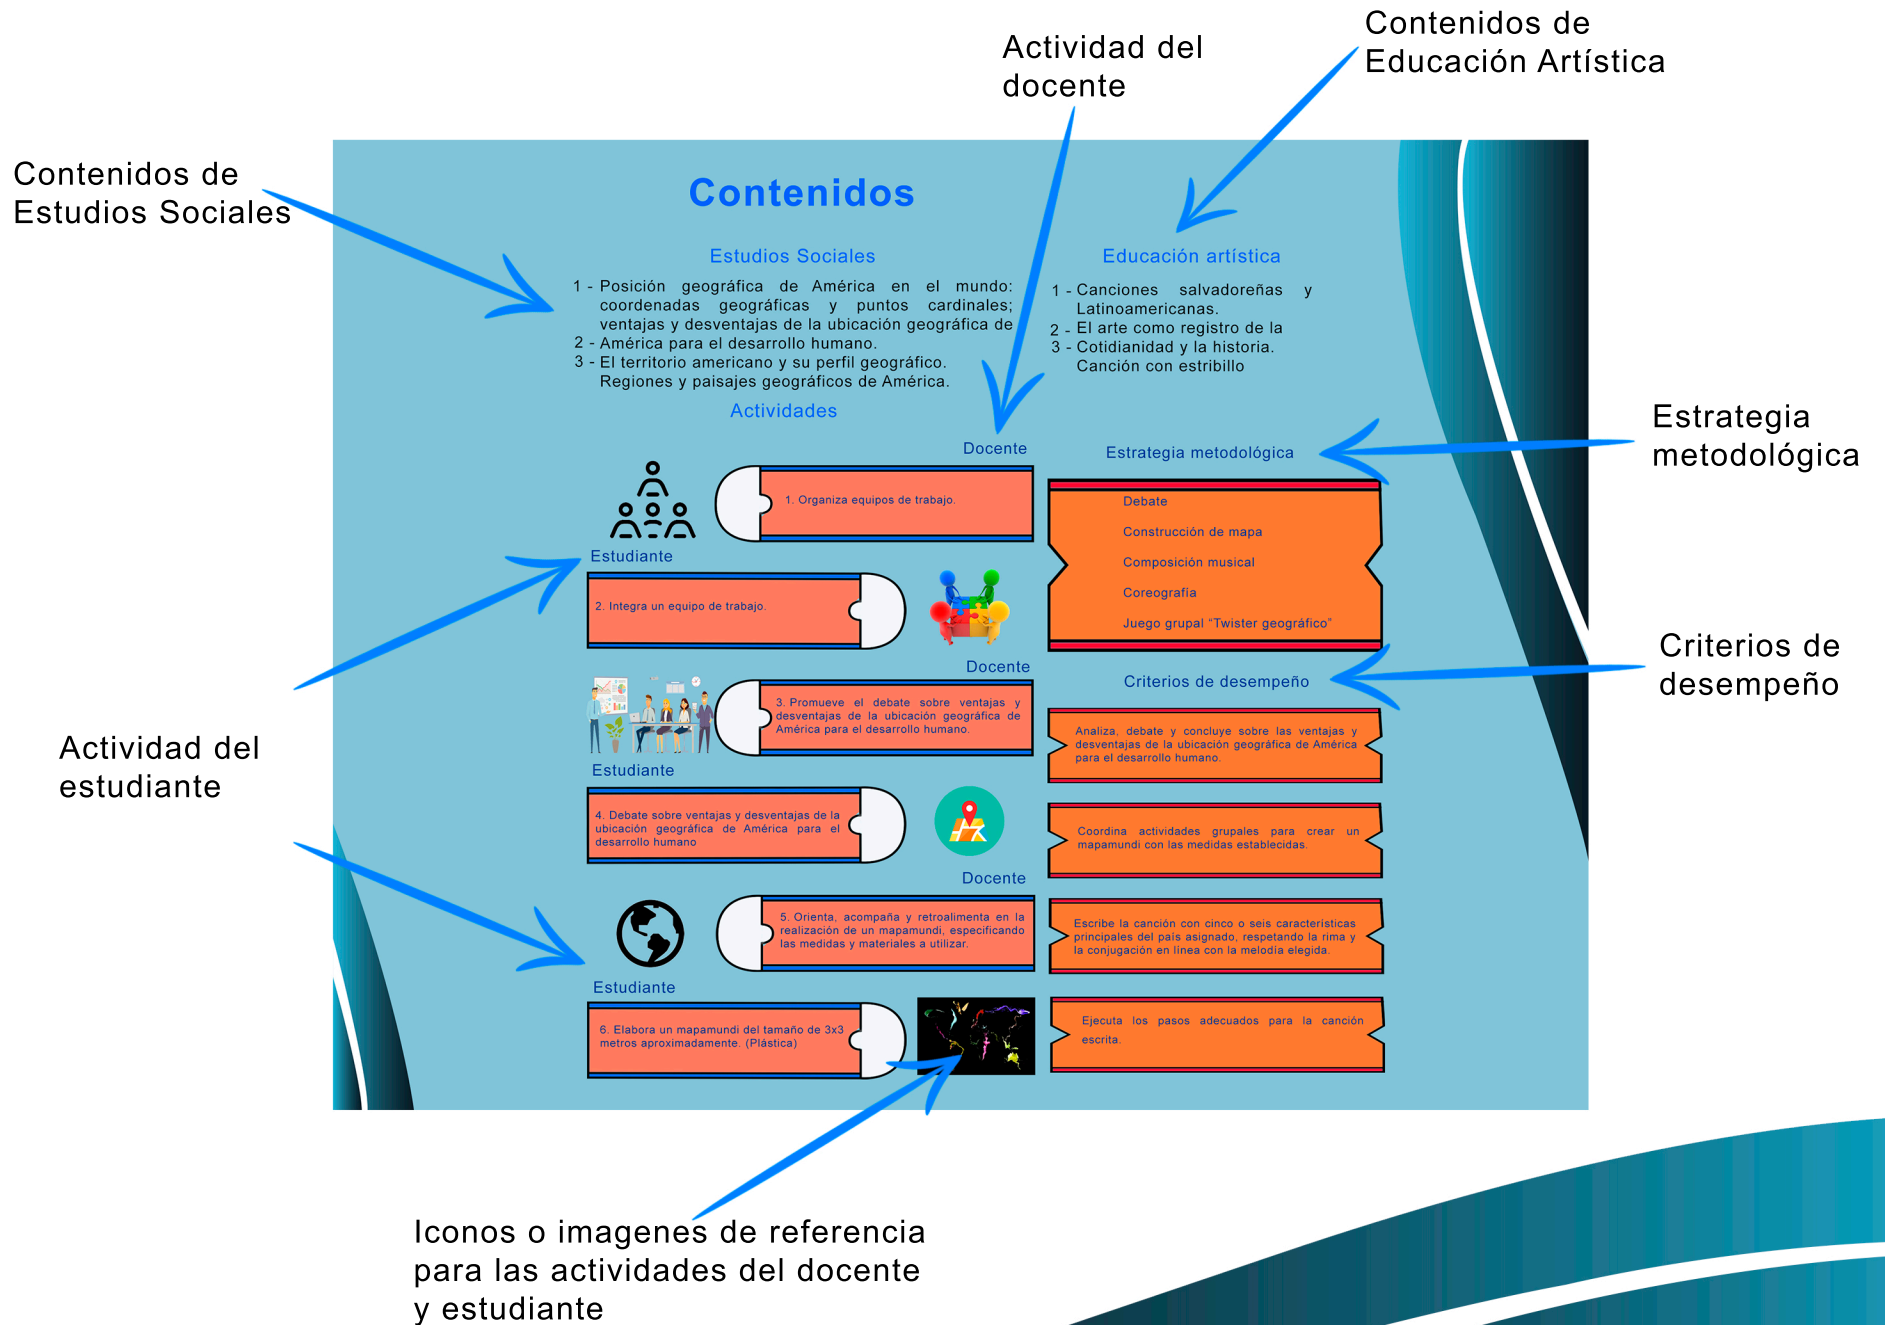 Contenidos de
Educación Artística
Actividad del
docente
Contenidos de
Estudios Sociales
Contenidos
Estudios Sociales
1 - Posición geográfica de América en el mundo:
coordenadas geográficas y puntos cardinales;
ventajas y desventajas de la ubicación geográfica de
2 - América para el desarrollo humano.
3 - El territorio americano y su perfil geográfico.
Regiones y paisajes geográficos de América.
Educación artística
1 - Canciones salvadoreñas y
Latinoamericanas.
2 - El arte como registro de la
3 - Cotidianidad y la historia.
Canción con estribillo
Actividades
Docente
1. Organiza equipos de trabajo.
Estudiante
2. Integra un equipo de trabajo.
Docente
3. Promueve el debate sobre ventajas y
desventajas de la ubicación geográfica de
América para el desarrollo humano.
Estudiante
4. Debate sobre ventajas y desventajas de la
ubicación geográfica de América para el
desarrollo humano
Docente
5. Orienta, acompaña y retroalimenta en la
realización de un mapamundi, especificando
las medidas y materiales a utilizar.
Estudiante
6. Elabora un mapamundi del tamaño de 3x3
metros aproximadamente. (Plástica)
Estrategia metodológica
Debate
Construcción de mapa
Composición musical
Coreografía
Juego grupal “Twister geográfico”
Criterios de desempeño
Analiza, debate y concluye sobre las ventajas y
desventajas de la ubicación geográfica de América
para el desarrollo humano.
Coordina actividades grupales para crear un
mapamundi con las medidas establecidas.
Escribe la canción con cinco o seis características
principales del país asignado, respetando la rima y
la conjugación en línea con la melodía elegida.
Ejecuta los pasos adecuados para la canción
escrita.
Estrategia
metodológica
Criterios de
desempeño
Actividad del
estudiante
Iconos o imagenes de referencia
para las actividades del docente
y estudiante